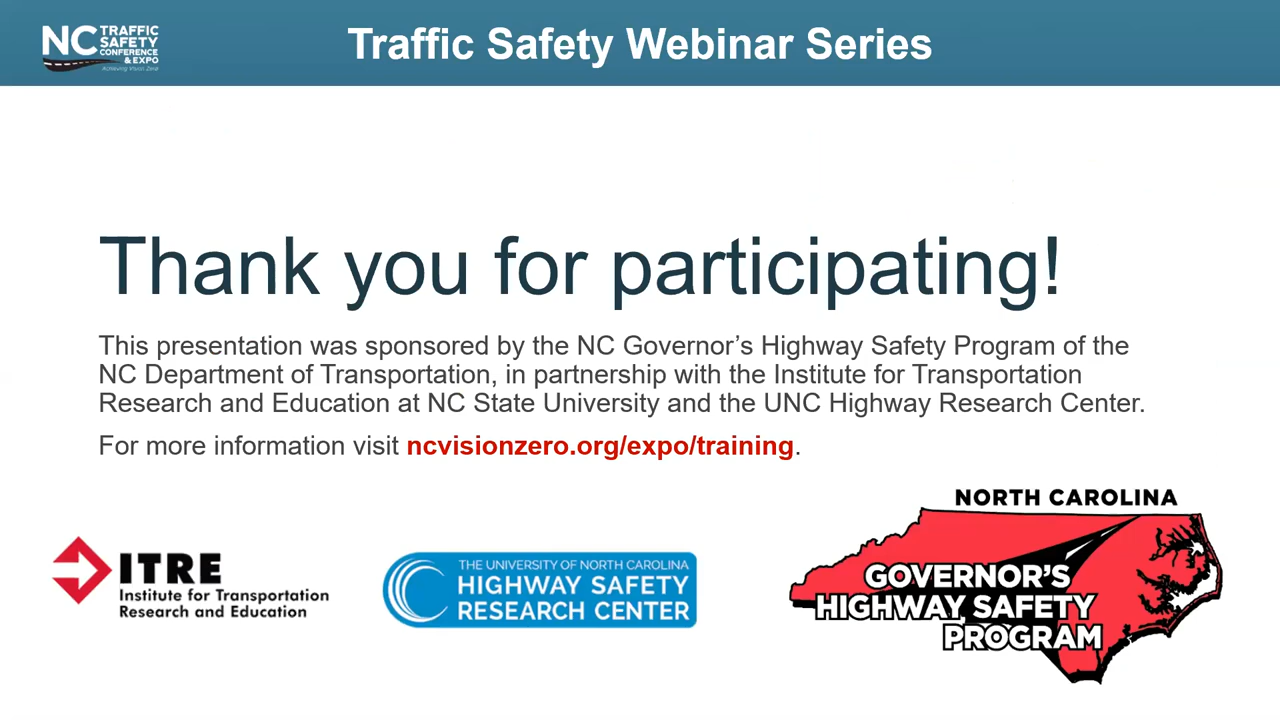 NC TRAFFIC SAFETY CONFERENCE & EXPO
Achieving Vision Zero
Traffic Safety Webinar Series
Thank you for participating!
This presentation was sponsored by the NC Governor’s Highway Safety Program of the
NC Department of Transportation, in partnership with the Institute for Transportation
Research and Education at NC State University and the UNC Highway Research Center.
For more information visit ncvisionzero.org/expo/training.
ITRE
Institute for Transportation
Research and Education
THE UNIVERSITY OF NORTH CAROLINA
HIGHWAY SAFETY
RESEARCH CENTER
NORTH CAROLINA
GOVERNOR’S
HIGHWAY SAFETY
PROGRAM